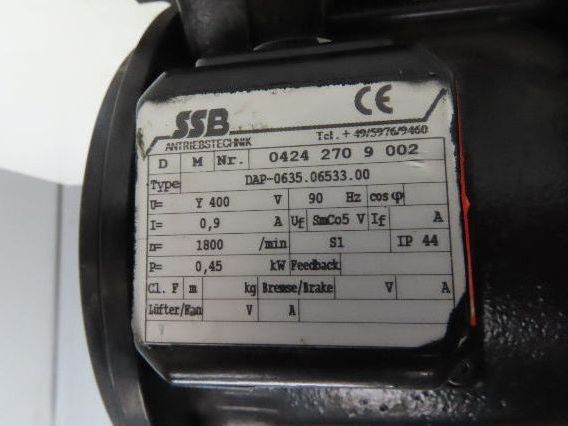 SSB CE
ANTRIEBSTECHNIK Tel. +49/5976/9460
D M Nr. 0424 270 9 002
Type DAP-0635.06533.00
U= Y 400 V 90 Hz cosφ
I= 0,9 A Uf SmCo5 V If A
n= 1800 /min S1 IP 44
P= 0,45 kW Feedback
Cl. F m kg Bremse/Brake V A
Lüfter/Fan V A